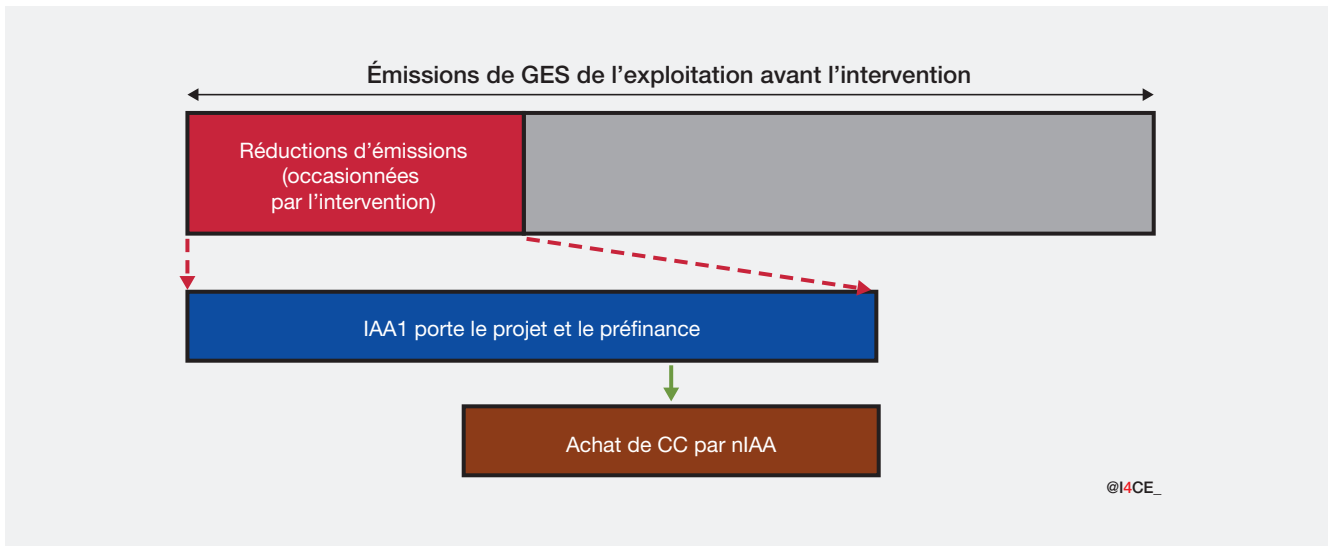 Émissions de GES de l’exploitation avant l’intervention
Réductions d’émissions
(occasionnées
par l’intervention)
IAA1 porte le projet et le préfinance
Achat de CC par nIAA
@I4CE_